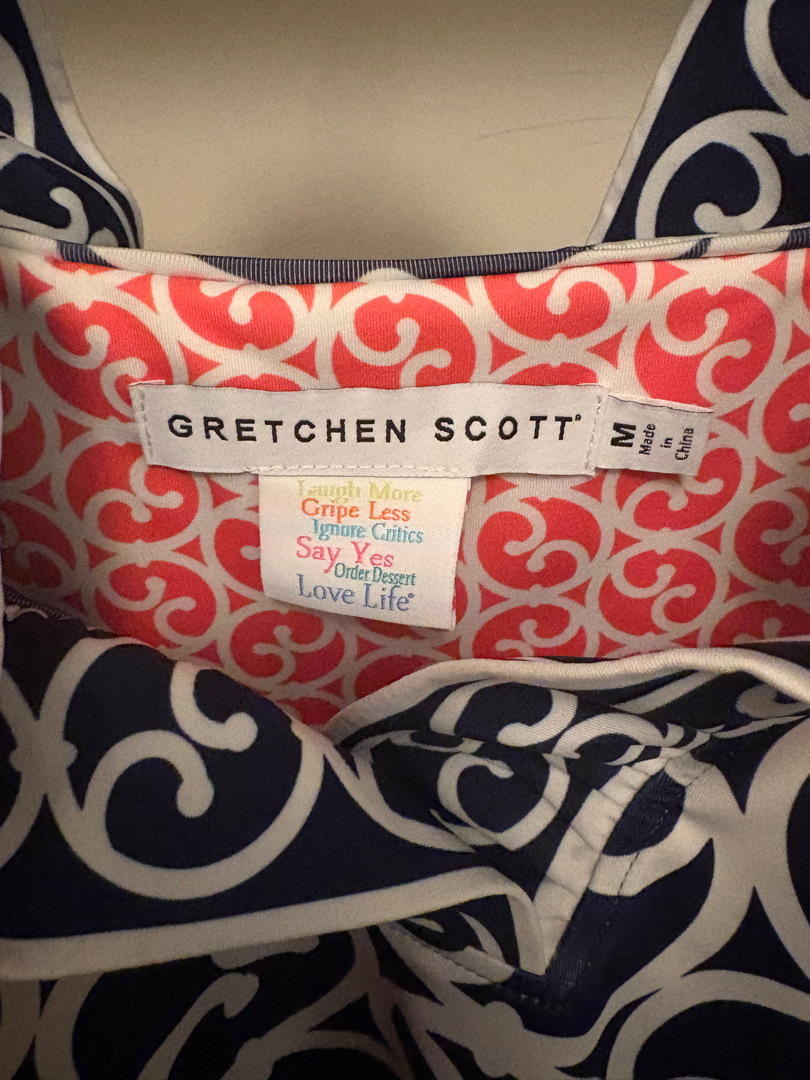 GRETCHEN SCOTT®
M
Made
in
China
Laugh More
Gripe Less
Ignore Critics
Say Yes
Order Dessert
Love Life®